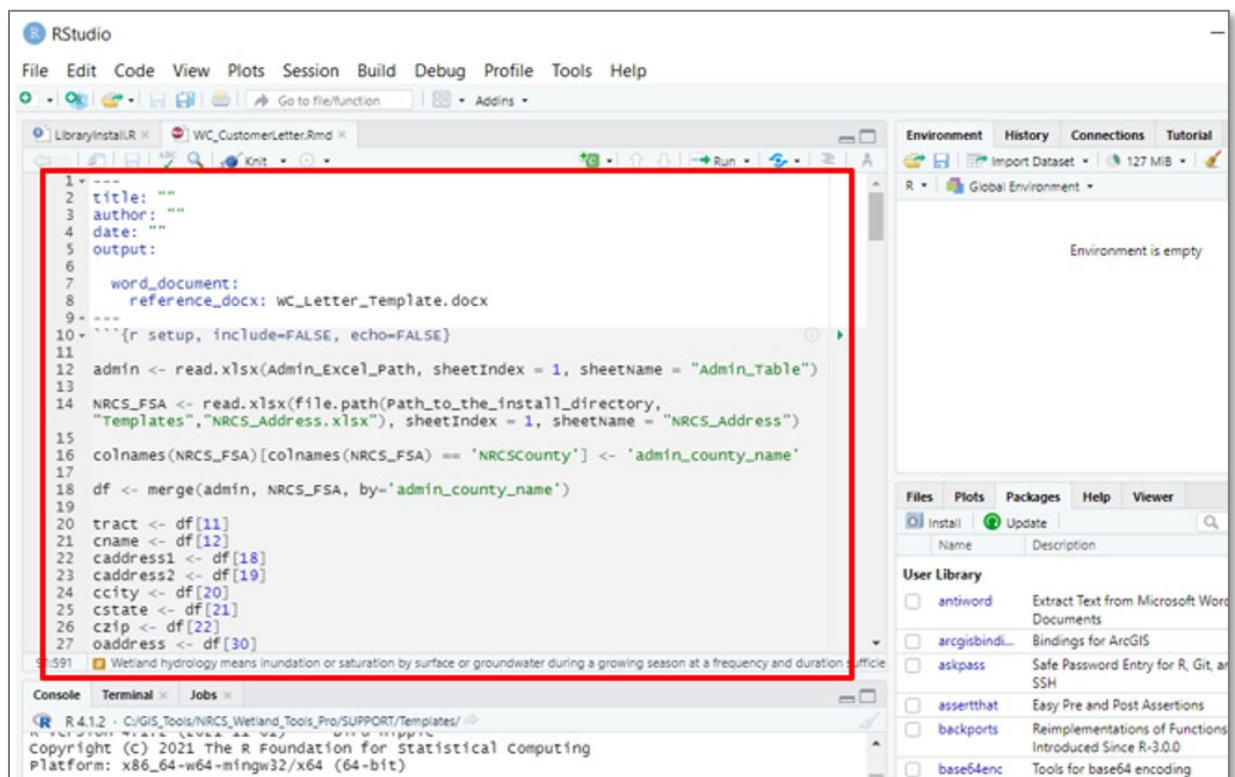 RStudio
File Edit Code View Plots Session Build Debug Profile Tools Help
Go to file/function Addins
LibraryInstall.R WC_CustomerLetter.Rmd
ABC Knit Run
1 ---
2 title: ""
3 author: ""
4 date: ""
5 output:
6
7 word_document:
8 reference_docx: WC_Letter_Template.docx
9 ---
10 ```{r setup, include=FALSE, echo=FALSE}
11
12 admin <- read.xlsx(Admin_Excel_Path, sheetIndex = 1, sheetName = "Admin_Table")
13
14 NRCS_FSA <- read.xlsx(file.path(Path_to_the_install_directory,
"Templates","NRCS_Address.xlsx"), sheetIndex = 1, sheetName = "NRCS_Address")
15
16 colnames(NRCS_FSA)[colnames(NRCS_FSA) == 'NRCSCounty'] <- 'admin_county_name'
17
18 df <- merge(admin, NRCS_FSA, by='admin_county_name')
19
20 tract <- df[11]
21 cname <- df[12]
22 caddress1 <- df[18]
23 caddress2 <- df[19]
24 ccity <- df[20]
25 cstate <- df[21]
26 czip <- df[22]
27 oaddress <- df[30]
Wetland hydrology means inundation or saturation by surface or groundwater during a growing season at a frequency and duration sufficie
Console Terminal Jobs
R 4.1.2 · C:/GIS_Tools/NRCS_Wetland_Tools_Pro/SUPPORT/Templates/
Copyright (C) 2021 The R Foundation for Statistical Computing
Platform: x86_64-w64-mingw32/x64 (64-bit)
Environment History Connections Tutorial
Import Dataset 127 MiB
R Global Environment
Environment is empty
Files Plots Packages Help Viewer
Install Update
Name Description
User Library
antiword Extract Text from Microsoft Word
Documents
arcgisbindi... Bindings for ArcGIS
askpass Safe Password Entry for R, Git, an
SSH
assertthat Easy Pre and Post Assertions
backports Reimplementations of Functions
Introduced Since R-3.0.0
base64enc Tools for base64 encoding